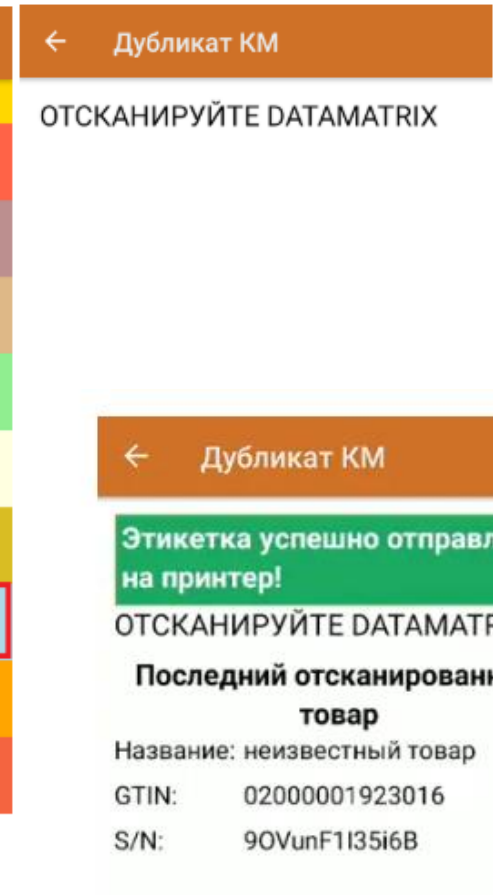 ← Дубликат КМ
ОТСКАНИРУЙТЕ DATAMATRIX
← Дубликат КМ
Этикетка успешно отправл
на принтер!
ОТСКАНИРУЙТЕ DATAMATR
Последний отсканированн
товар
Название: неизвестный товар
GTIN: 02000001923016
S/N: 9OVunF1I35i6B